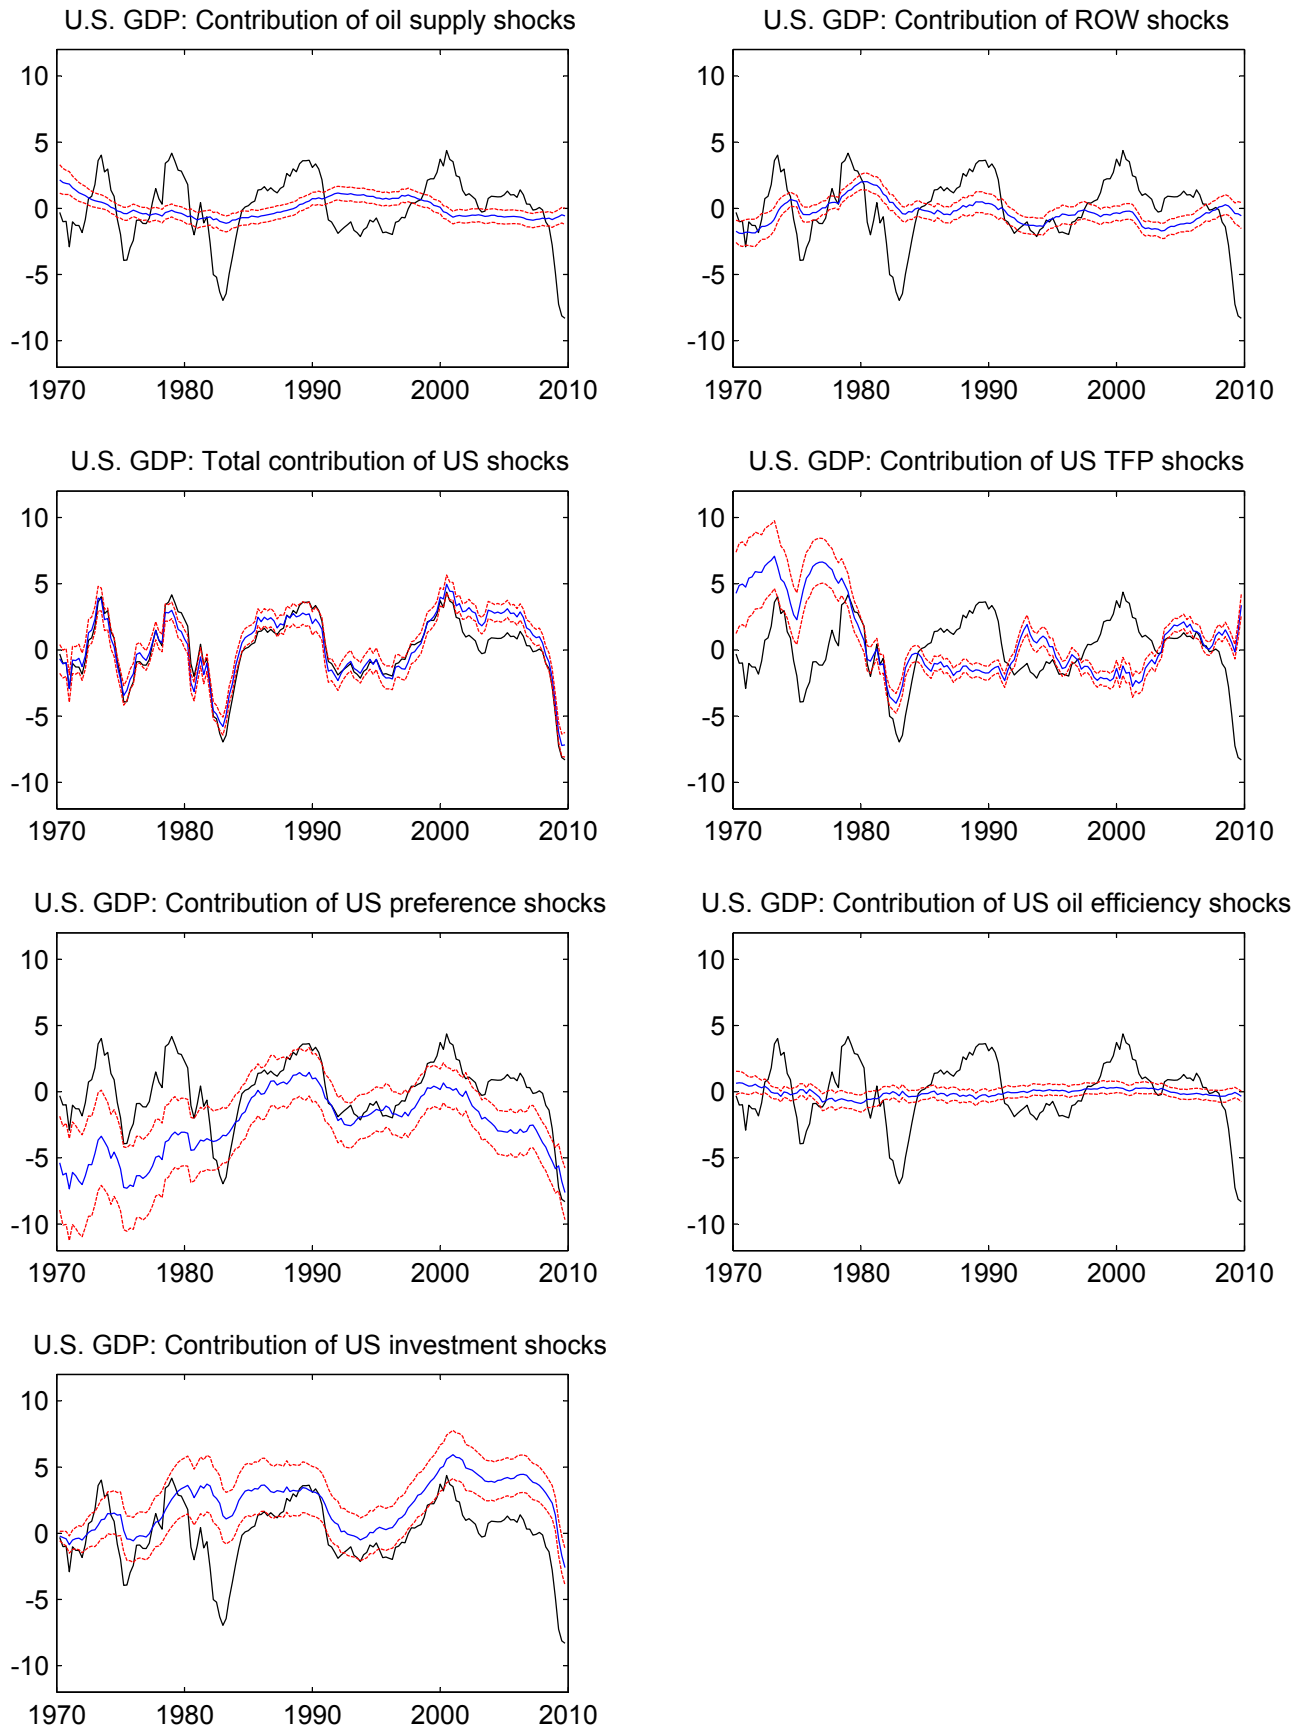 U.S. GDP: Contribution of oil supply shocks
10
5
0
-5
-10
1970 1980 1990 2000 2010
U.S. GDP: Contribution of ROW shocks
10
5
0
-5
-10
1970 1980 1990 2000 2010
U.S. GDP: Total contribution of US shocks
10
5
0
-5
-10
1970 1980 1990 2000 2010
U.S. GDP: Contribution of US TFP shocks
10
5
0
-5
-10
1970 1980 1990 2000 2010
U.S. GDP: Contribution of US preference shocks
10
5
0
-5
-10
1970 1980 1990 2000 2010
U.S. GDP: Contribution of US oil efficiency shocks
10
5
0
-5
-10
1970 1980 1990 2000 2010
U.S. GDP: Contribution of US investment shocks
10
5
0
-5
-10
1970 1980 1990 2000 2010